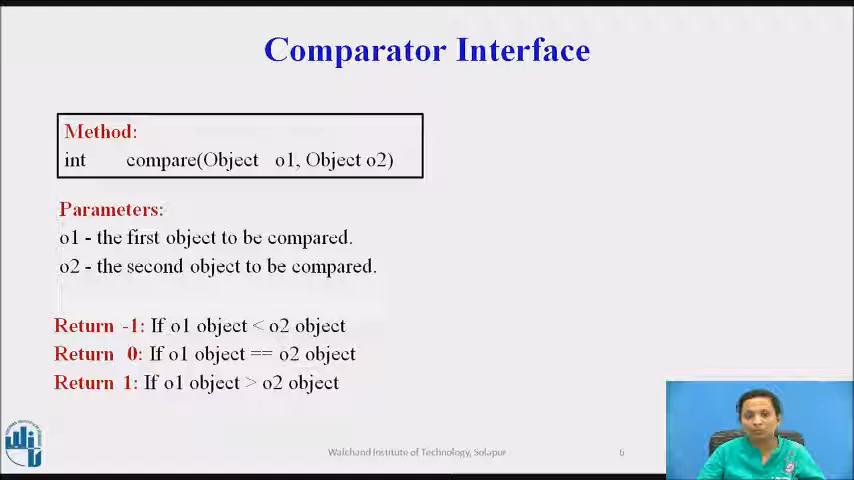 Comparator Interface
Method:
int compare(Object o1, Object o2)
Parameters:
o1 - the first object to be compared.
o2 - the second object to be compared.
Return -1: If o1 object < o2 object
Return 0: If o1 object == o2 object
Return 1: If o1 object > o2 object
Walchand Institute of Technology, Solapur 6